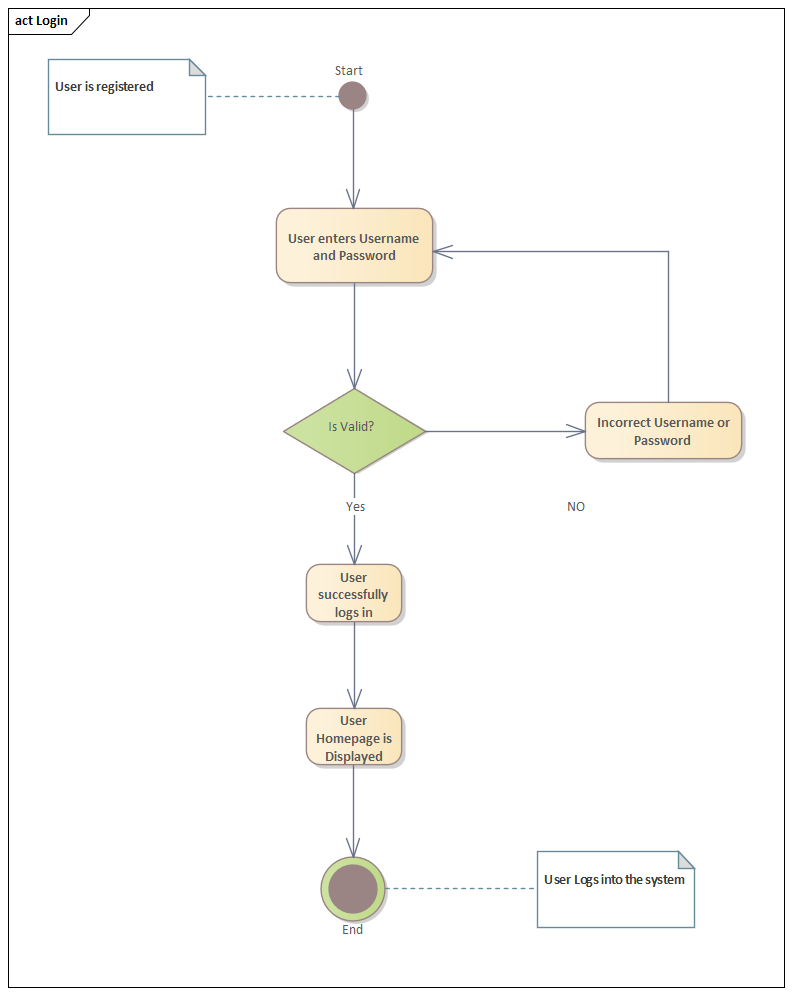 act Login
Start
User is registered
User enters Username
and Password
Is Valid?
Incorrect Username or
Password
Yes
NO
User
successfully
logs in
User
Homepage is
Displayed
User Logs into the system
End